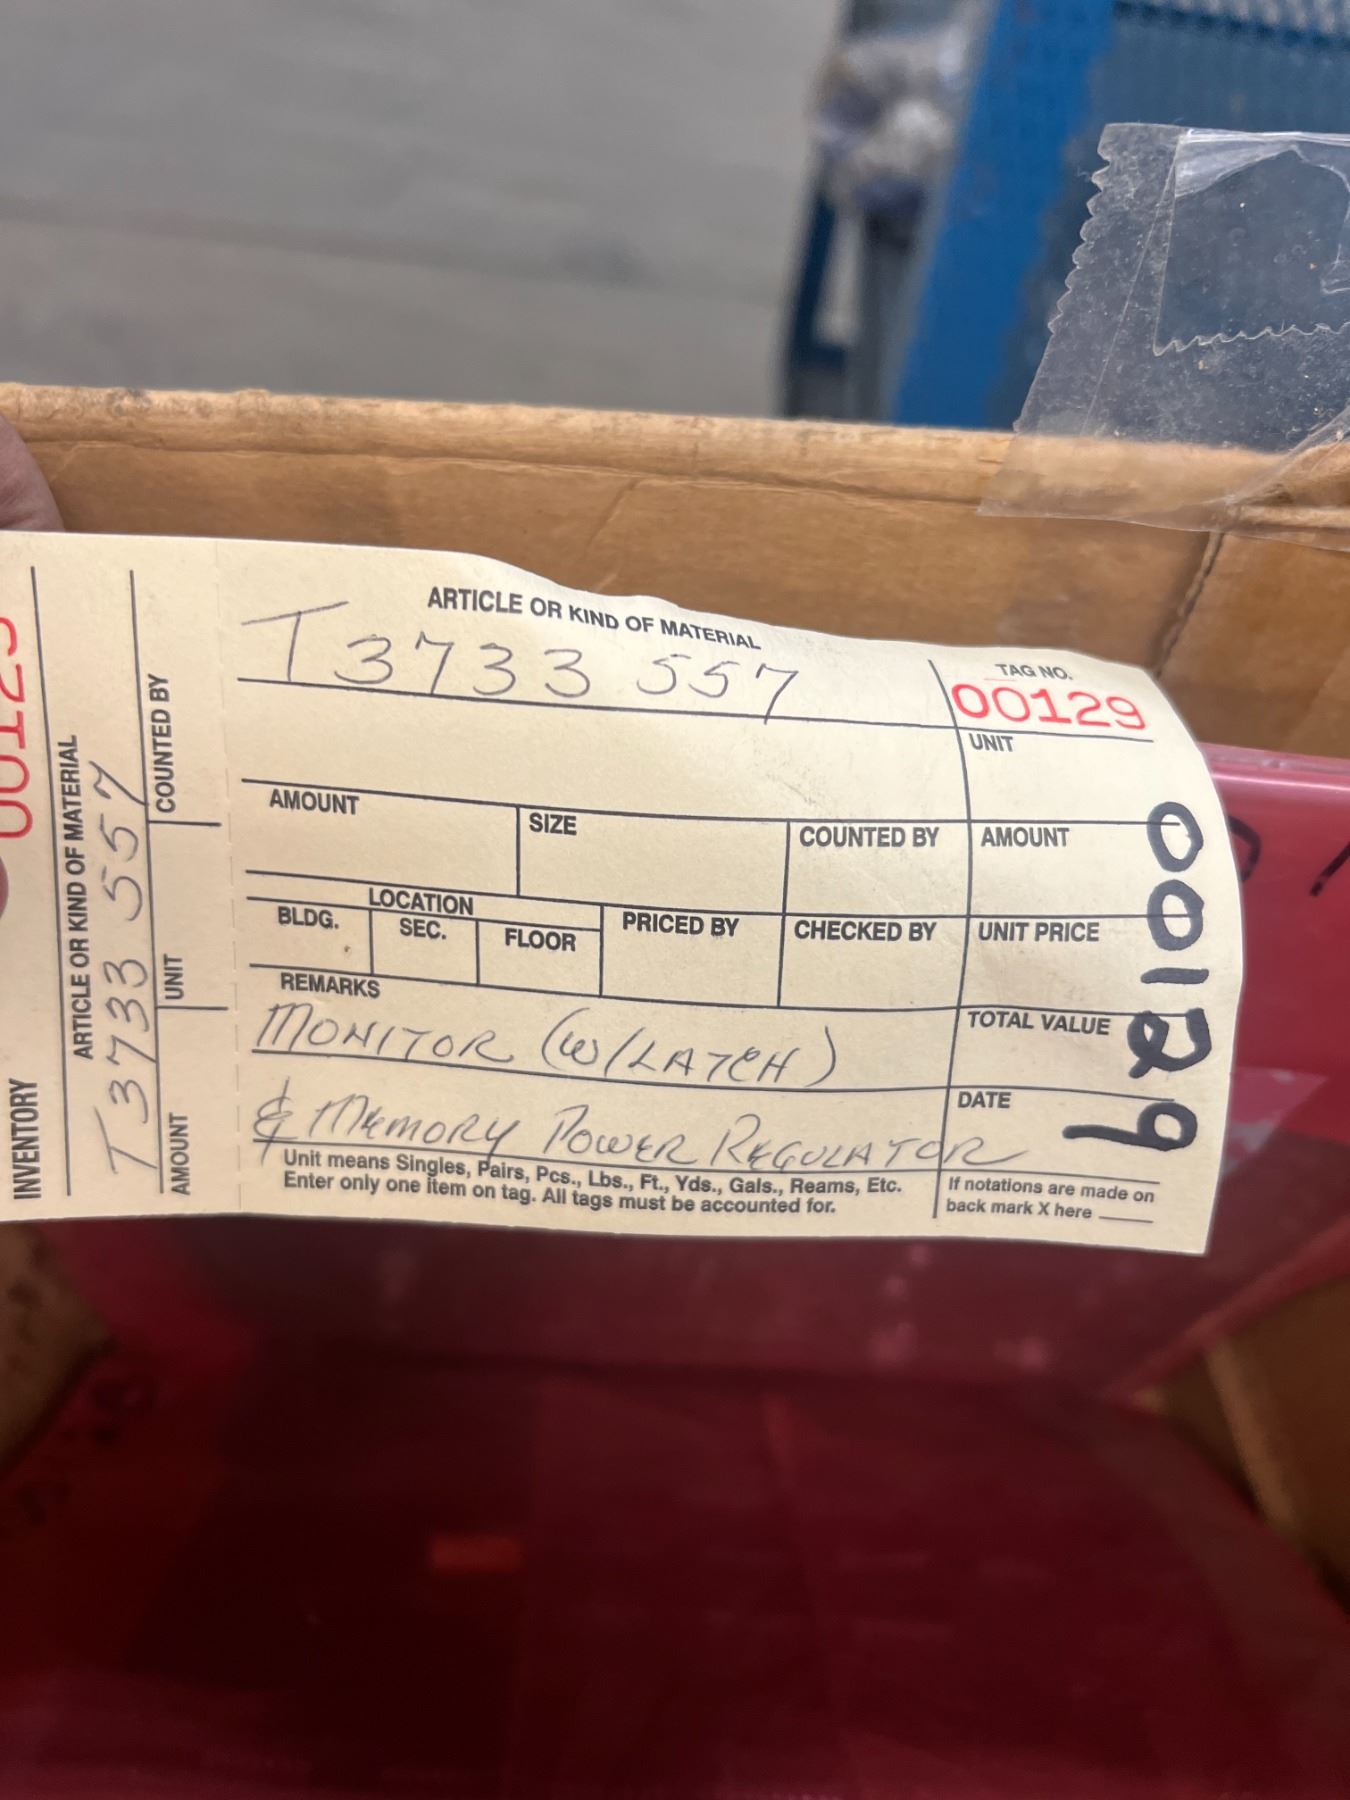 ARTICLE OR KIND OF MATERIAL
T3733 557
TAG NO.
00129
UNIT
AMOUNT
SIZE
COUNTED BY
AMOUNT
LOCATION
BLDG.
SEC.
FLOOR
PRICED BY
CHECKED BY
UNIT PRICE
REMARKS
MONITOR (W/LATCH)
TOTAL VALUE
& MEMORY POWER REGULATOR
DATE
Unit means Singles, Pairs, Pcs., Lbs., Ft., Yds., Gals., Reams, Etc.
Enter only one item on tag. All tags must be accounted for.
If notations are made on
back mark X here ____
00129
INVENTORY
00129
ARTICLE OR KIND OF MATERIAL
T3733 557
AMOUNT
UNIT
COUNTED BY